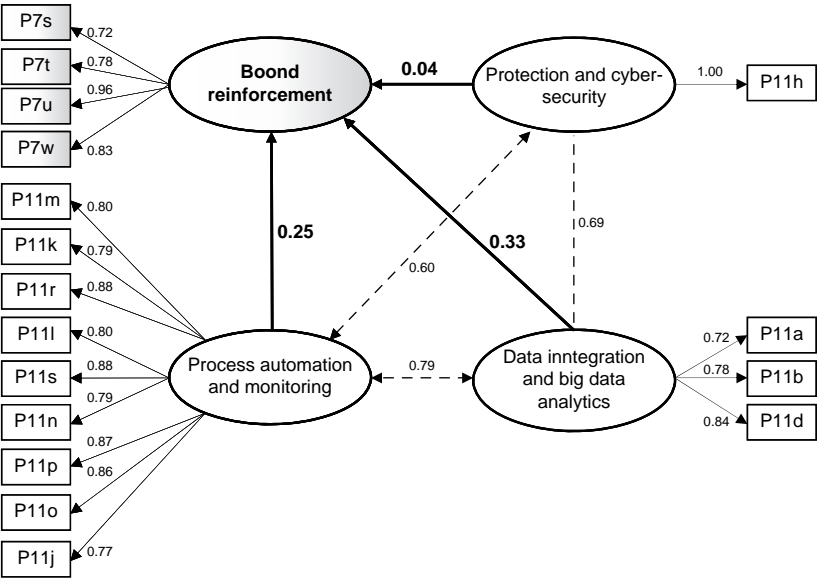 P7s
0.72
P7t
0.78
P7u
0.96
P7w
0.83
Boond
reinforcement
0.04
Protection and cyber-
security
1.00
P11h
P11m
0.80
P11k
0.79
P11r
0.88
P11l
0.80
P11s
0.88
P11n
0.79
P11p
0.87
P11o
0.86
P11j
0.77
0.25
0.33
0.60
0.69
Process automation
and monitoring
0.79
Data inntegration
and big data
analytics
0.72
P11a
0.78
P11b
0.84
P11d